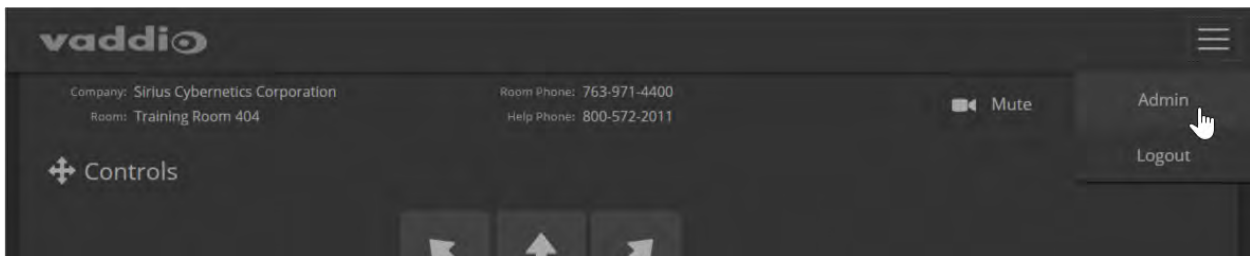 vaddio
Company: Sirius Cybernetics Corporation
Room: Training Room 404
Room Phone: 763-971-4400
Help Phone: 800-572-2011
Mute
Admin
Logout
Controls